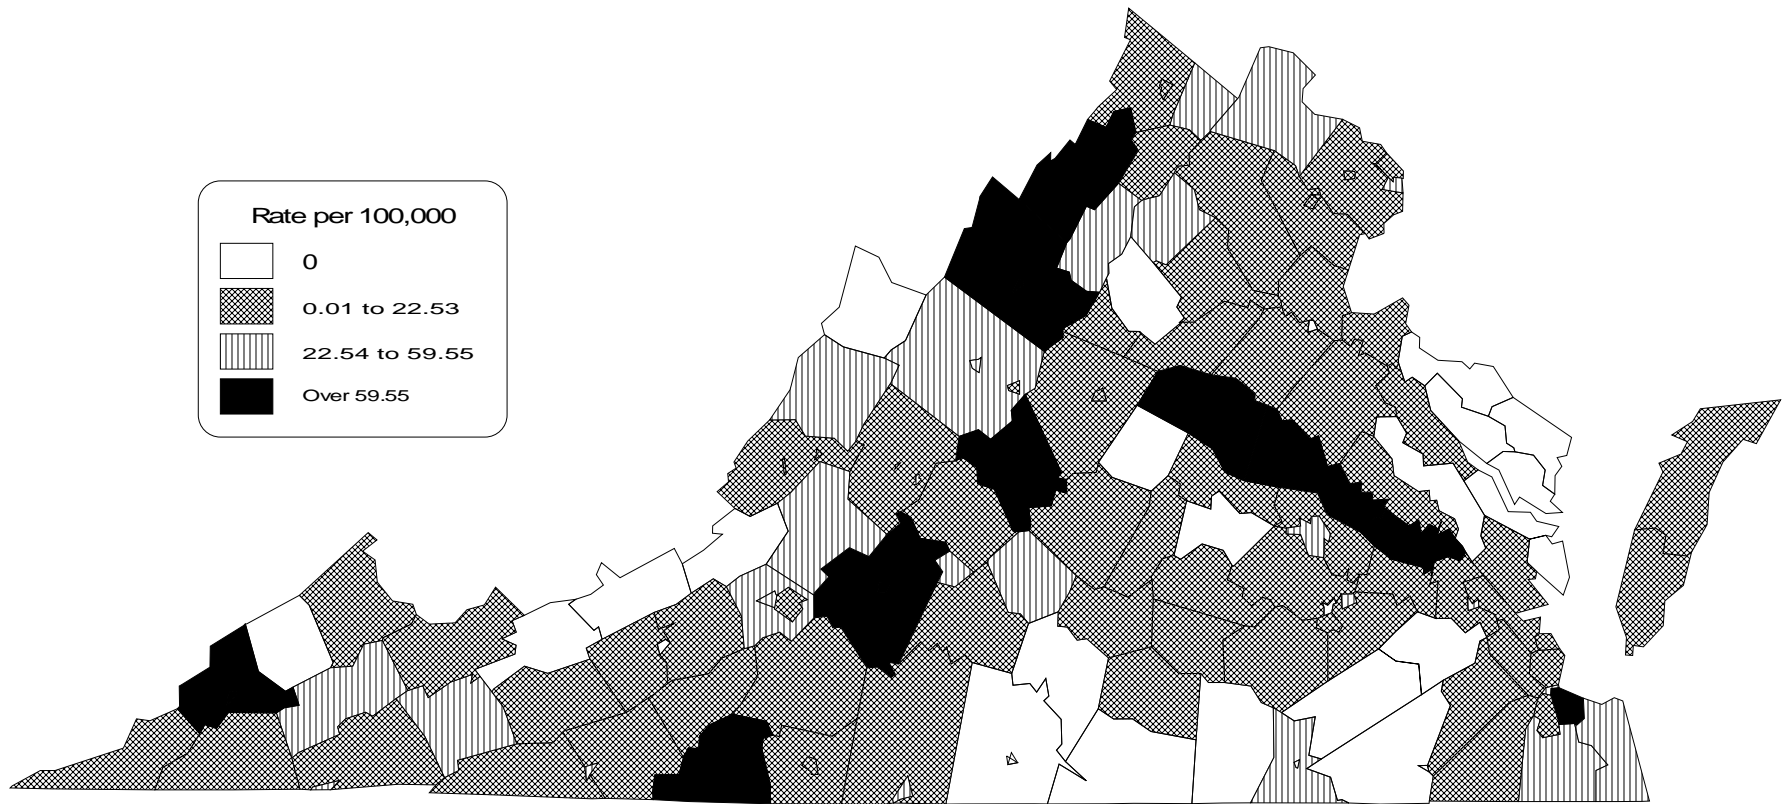 Rate per 100,000
0
0.01 to 22.53
22.54 to 59.55
Over 59.55